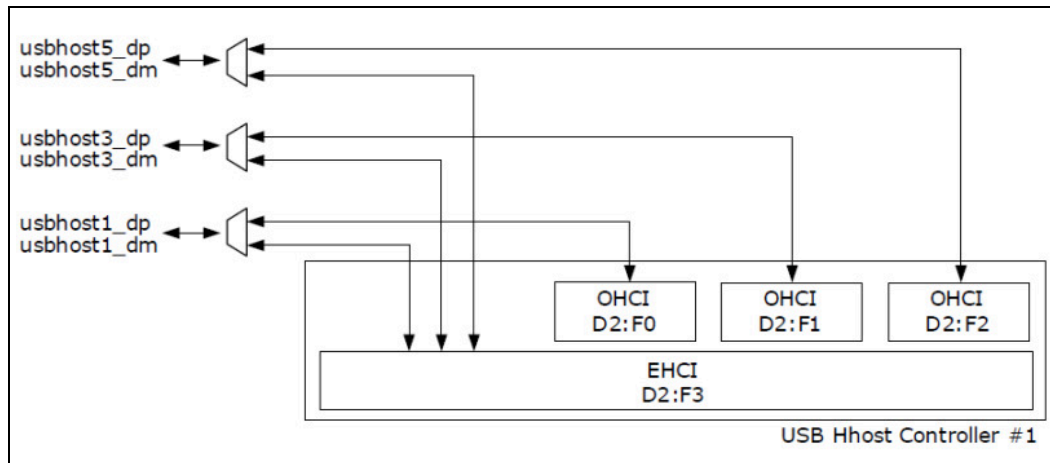 usbhost5_dp
usbhost5_dm
usbhost3_dp
usbhost3_dm
usbhost1_dp
usbhost1_dm
OHCI
D2:F0
OHCI
D2:F1
OHCI
D2:F2
EHCI
D2:F3
USB Hhost Controller #1